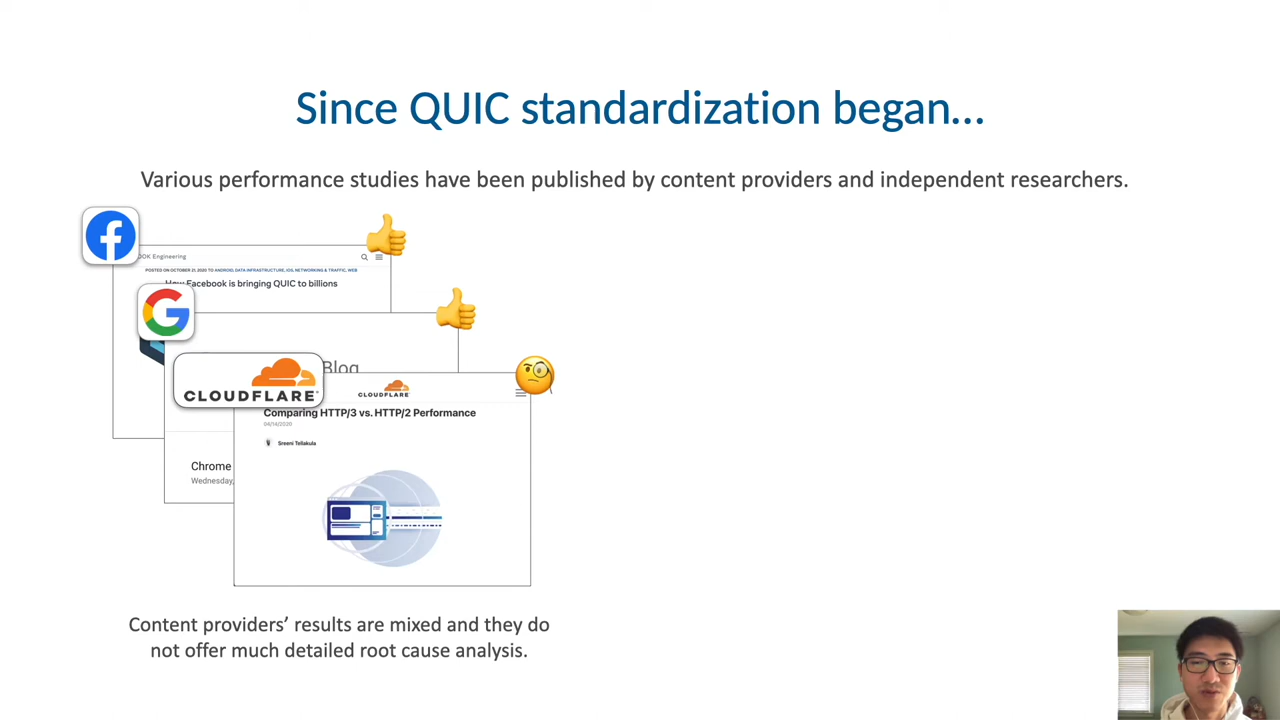 Since QUIC standardization began...
Various performance studies have been published by content providers and independent researchers.
OOK Engineering
POSTED ON OCTOBER 21, 2020 TO ANDROID, DATA INFRASTRUCTURE, IOS, NETWORKING & TRAFFIC, WEB
How Facebook is bringing QUIC to billions
Blog
CLOUDFLARE
CLOUDFLARE
Comparing HTTP/3 vs. HTTP/2 Performance
04/14/2020
Sreeni Tellakula
Chrome
Wednesday,
Content providers’ results are mixed and they do
not offer much detailed root cause analysis.